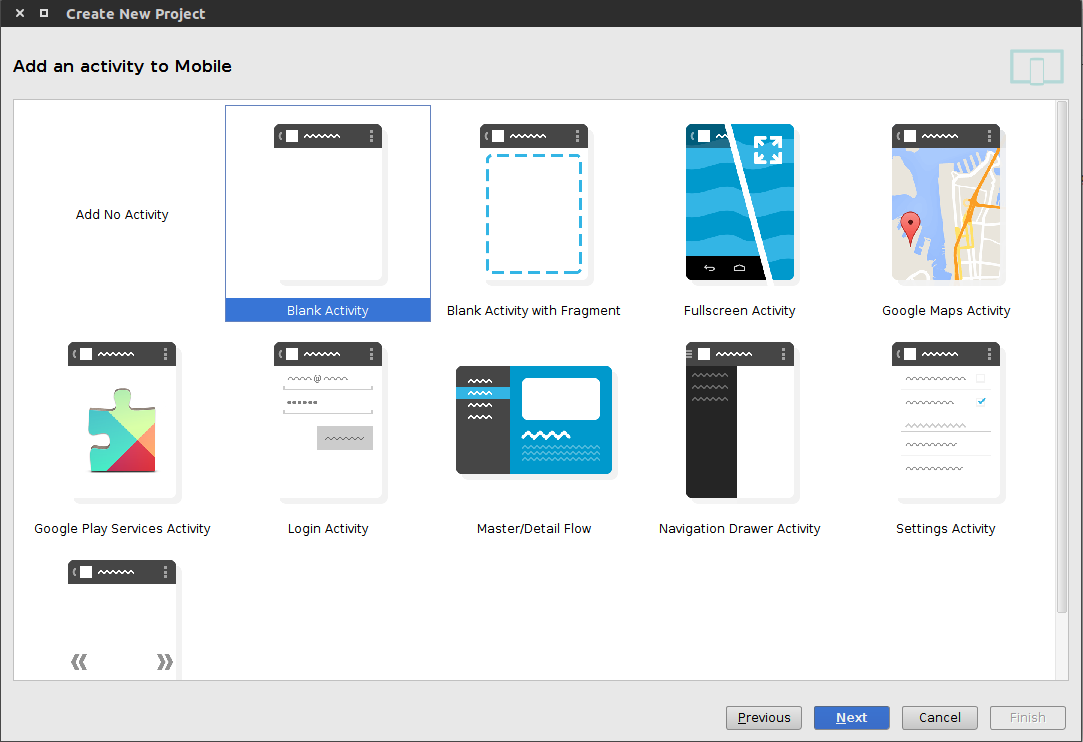 Create New Project
Add an activity to Mobile
Add No Activity
Blank Activity
Blank Activity with Fragment
Fullscreen Activity
Google Maps Activity
Google Play Services Activity
Login Activity
Master/Detail Flow
Navigation Drawer Activity
Settings Activity
Previous
Next
Cancel
Finish